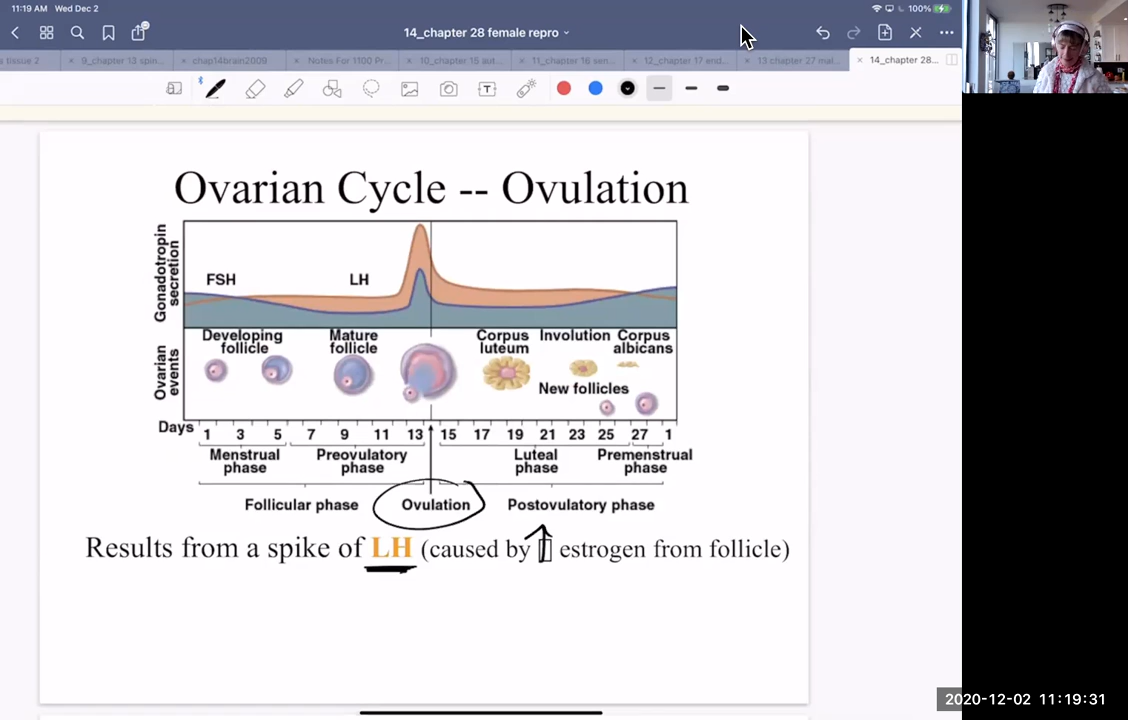 11:19 AM Wed Dec 2
100%
14_chapter 28 female repro
tissue 2
9_chapter 13 spin...
chap14brain2009
Notes For 1100 Pr...
10_chapter 15 aut...
11_chapter 16 sen...
12_chapter 17 end...
13 chapter 27 mal...
14_chapter 28...
Ovarian Cycle -- Ovulation
Gonadotropin
secretion
FSH
LH
Ovarian
events
Developing
follicle
Mature
follicle
Corpus
luteum
Involution
Corpus
albicans
New follicles
Days 1 3 5 7 9 11 13 15 17 19 21 23 25 27 1
Menstrual
phase
Preovulatory
phase
Luteal
phase
Premenstrual
phase
Follicular phase
Ovulation
Postovulatory phase
Results from a spike of LH (caused by ↑ estrogen from follicle)
2020-12-02 11:19:31